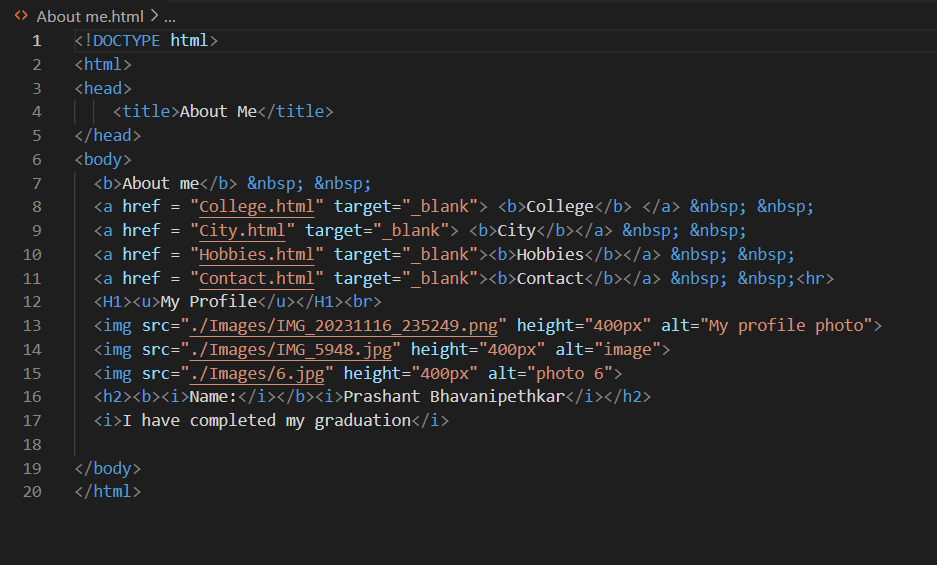 <> About me.html > ...
1 <!DOCTYPE html>
2 <html>
3 <head>
4 <title>About Me</title>
5 </head>
6 <body>
7 <b>About me</b> &nbsp; &nbsp;
8 <a href = "College.html" target="_blank"> <b>College</b> </a> &nbsp; &nbsp;
9 <a href = "City.html" target="_blank"> <b>City</b></a> &nbsp; &nbsp;
10 <a href = "Hobbies.html" target="_blank"><b>Hobbies</b></a> &nbsp; &nbsp;
11 <a href = "Contact.html" target="_blank"><b>Contact</b></a> &nbsp; &nbsp;<hr>
12 <H1><u>My Profile</u></H1><br>
13 <img src="./Images/IMG_20231116_235249.png" height="400px" alt="My profile photo">
14 <img src="./Images/IMG_5948.jpg" height="400px" alt="image">
15 <img src="./Images/6.jpg" height="400px" alt="photo 6">
16 <h2><b><i>Name:</i></b><i>Prashant Bhavanipethkar</i></h2>
17 <i>I have completed my graduation</i>
18
19 </body>
20 </html>